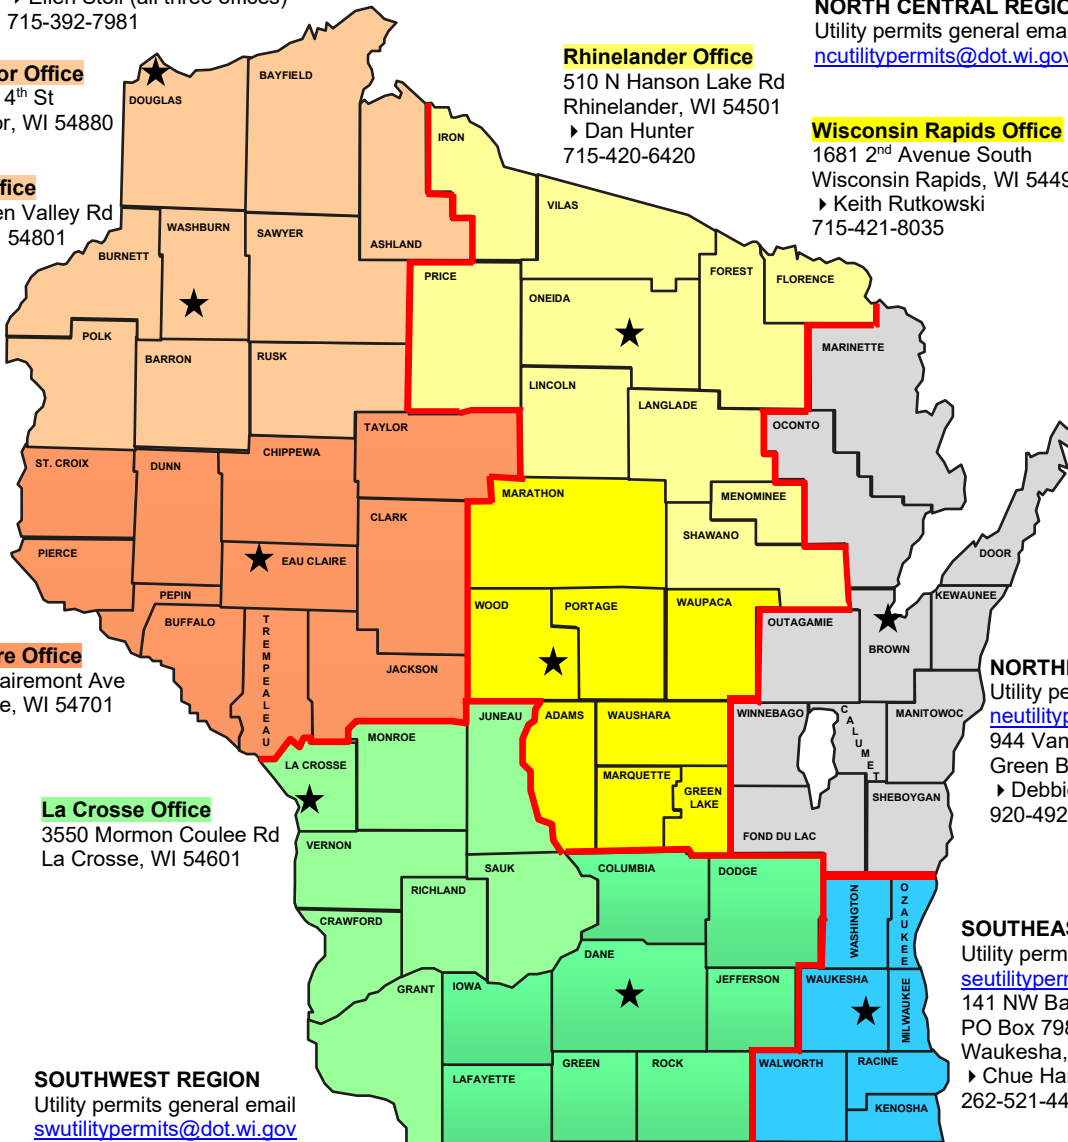 Ellen Stoll (all three offices)
715-392-7981
or Office
4th St
or, WI 54880
fice
en Valley Rd
54801
re Office
airemont Ave
e, WI 54701
La Crosse Office
3550 Mormon Coulee Rd
La Crosse, WI 54601
SOUTHWEST REGION
Utility permits general email
swutilitypermits@dot.wi.gov
Rhinelander Office
510 N Hanson Lake Rd
Rhinelander, WI 54501
Dan Hunter
715-420-6420
NORTH CENTRAL REGIO
Utility permits general ema
ncutilitypermits@dot.wi.gov
Wisconsin Rapids Office
1681 2nd Avenue South
Wisconsin Rapids, WI 5449
Keith Rutkowski
715-421-8035
NORTH
Utility pe
neutilityp
944 Van
Green B
Debbi
920-492
SOUTHEAS
Utility perm
seutilityperm
141 NW Ba
PO Box 798
Waukesha,
Chue Ha
262-521-44
DOUGLAS
BAYFIELD
IRON
VILAS
ASHLAND
WASHBURN
SAWYER
BURNETT
PRICE
ONEIDA
FOREST
FLORENCE
POLK
BARRON
RUSK
LINCOLN
LANGLADE
MARINETTE
OCONTO
TAYLOR
CHIPPEWA
ST. CROIX
DUNN
MARATHON
MENOMINEE
SHAWANO
CLARK
PIERCE
EAU CLAIRE
DOOR
PEPIN
BUFFALO
TREMPEALEAU
JACKSON
WOOD
PORTAGE
WAUPACA
OUTAGAMIE
BROWN
KEWAUNEE
JUNEAU
ADAMS
WAUSHARA
WINNEBAGO
CALUMET
MANITOWOC
MONROE
LA CROSSE
MARQUETTE
GREEN
LAKE
FOND DU LAC
SHEBOYGAN
VERNON
SAUK
COLUMBIA
DODGE
RICHLAND
CRAWFORD
WASHINGTON
OZAUKEE
DANE
GRANT
IOWA
JEFFERSON
WAUKESHA
MILWAUKEE
LAFAYETTE
GREEN
ROCK
WALWORTH
RACINE
KENOSHA